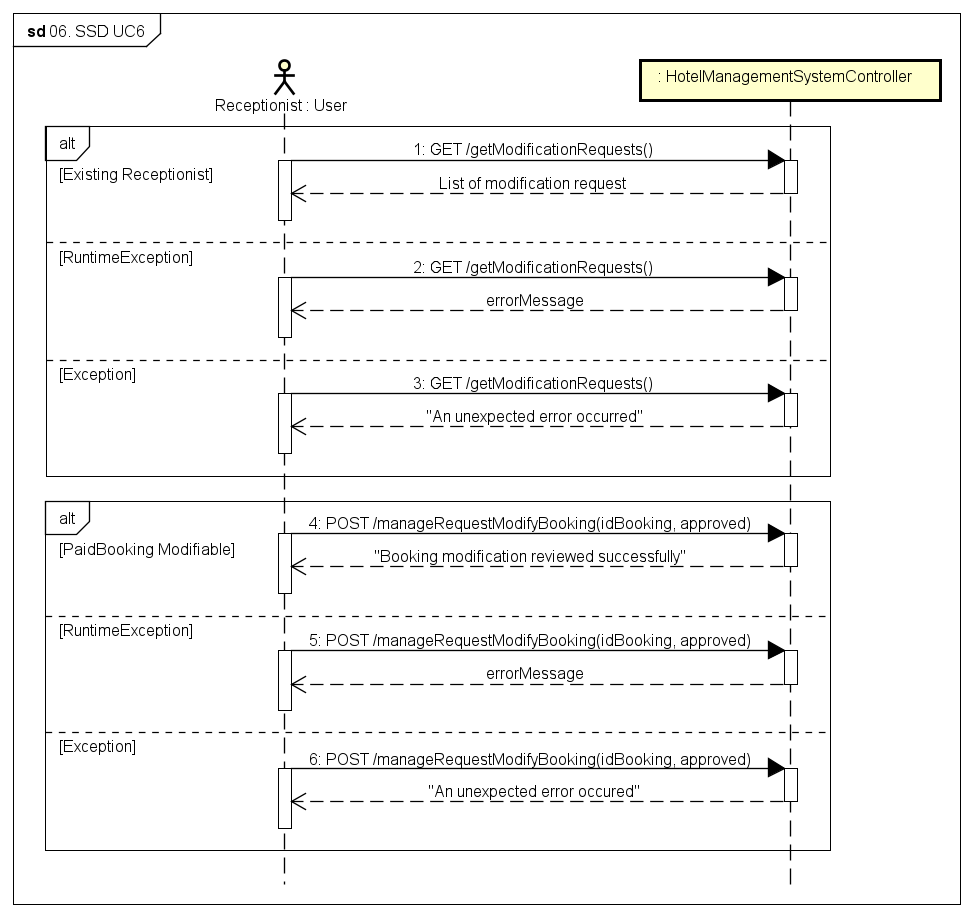 sd 06. SSD UC6
Receptionist : User
: HotelManagementSystemController
alt
1: GET /getModificationRequests()
[Existing Receptionist]
List of modification request
[RuntimeException]
2: GET /getModificationRequests()
errorMessage
[Exception]
3: GET /getModificationRequests()
"An unexpected error occurred"
alt
4: POST /manageRequestModifyBooking(idBooking, approved)
[PaidBooking Modifiable]
"Booking modification reviewed successfully"
[RuntimeException]
5: POST /manageRequestModifyBooking(idBooking, approved)
errorMessage
[Exception]
6: POST /manageRequestModifyBooking(idBooking, approved)
"An unexpected error occured"